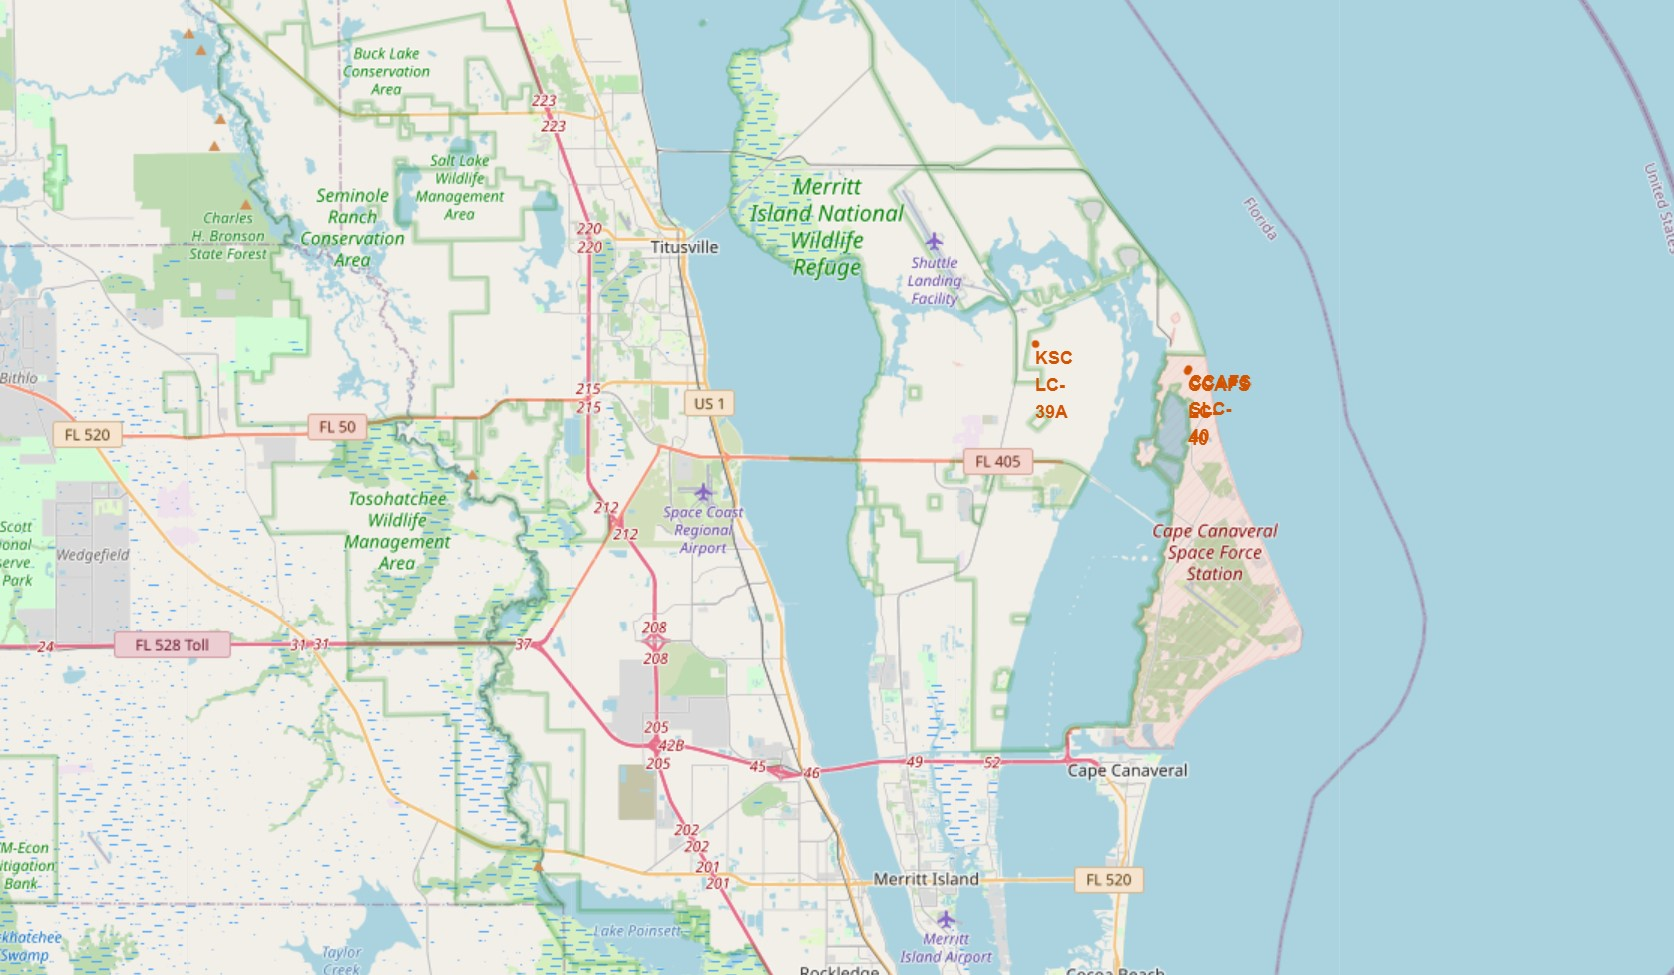 Buck Lake
Conservation
Area
223
223
Salt Lake
Wildlife
Management
Area
Seminole
Ranch
Conservation
Area
Charles
H. Bronson
State Forest
220
220
Titusville
Merritt
Island National
Wildlife
Refuge
Shuttle
Landing
Facility
Florida
United States
KSC
LC-
39A
CCAFS
SLC-
40
Bithlo
215
215
US 1
FL 520
FL 50
FL 405
Tosohatchee
Wildlife
Management
Area
212
212
Space Coast
Regional
Airport
Cape Canaveral
Space Force
Station
Scott
onal
serve
Park
Wedgefield
24
FL 528 Toll
31
31
37
208
208
205
42B
205
45
46
49
52
Cape Canaveral
202
202
201
201
M-Econ
itigation
Bank
Merritt Island
FL 520
Lake Poinsett
Merritt
Island Airport
Taylor
Creek
khatchee
Swamp
Rockledge
Cocoa Beach